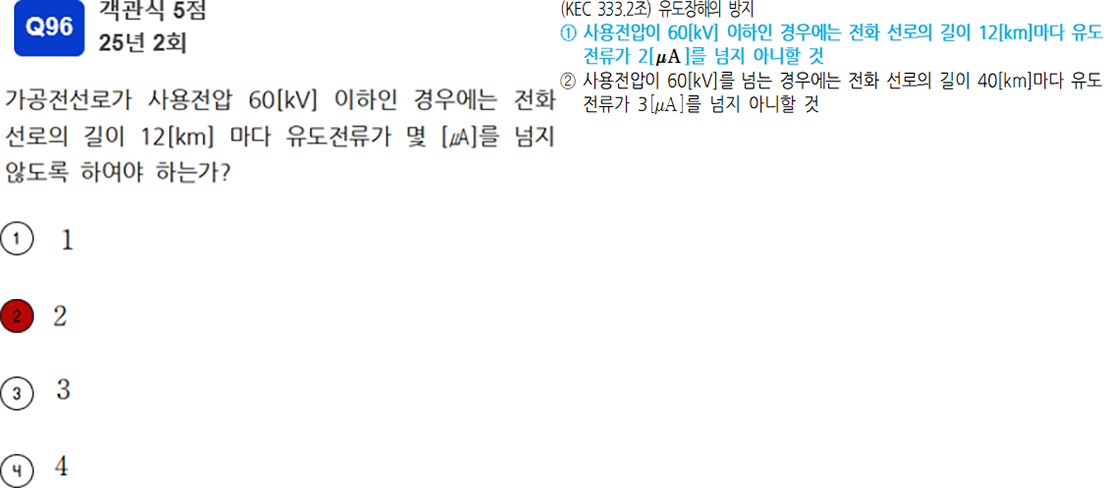 Q96
객관식 5점
25년 2회
가공전선로가 사용전압 60[kV] 이하인 경우에는 전화
선로의 길이 12[km] 마다 유도전류가 몇 [㎂]를 넘지
않도록 하여야 하는가?
① 1
② 2
③ 3
④ 4
(KEC 333.2조) 유도장해의 방지
① 사용전압이 60[kV] 이하인 경우에는 전화 선로의 길이 12[km]마다 유도
전류가 2[μA]를 넘지 아니할 것
② 사용전압이 60[kV]를 넘는 경우에는 전화 선로의 길이 40[km]마다 유도
전류가 3[μA]를 넘지 아니할 것